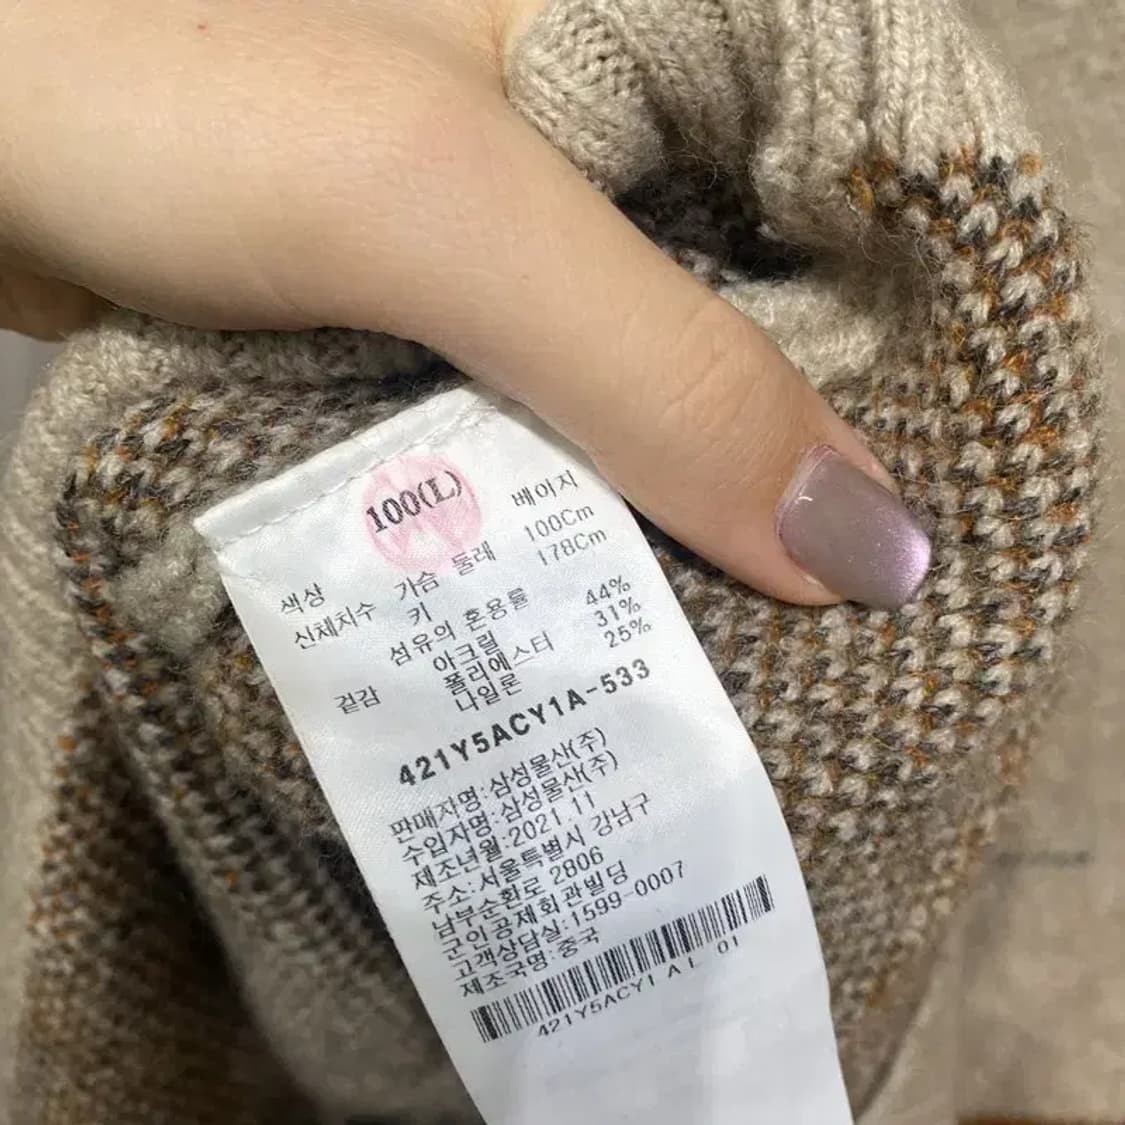 100(L)
색상 베이지
신체치수 가슴 둘레 100Cm
키 178Cm
섬유의 혼용률
겉감 아크릴 44%
폴리에스터 31%
나일론 25%
421Y5ACY1A-533
판매자명:삼성물산(주)
수입자명:삼성물산(주)
제조년월:2021 11
주소:서울특별시 강남구
남부순환로 2806
군인공제회관빌딩
고객상담실:1599-0007
제조국명:중국
421Y5ACY1 AL 01